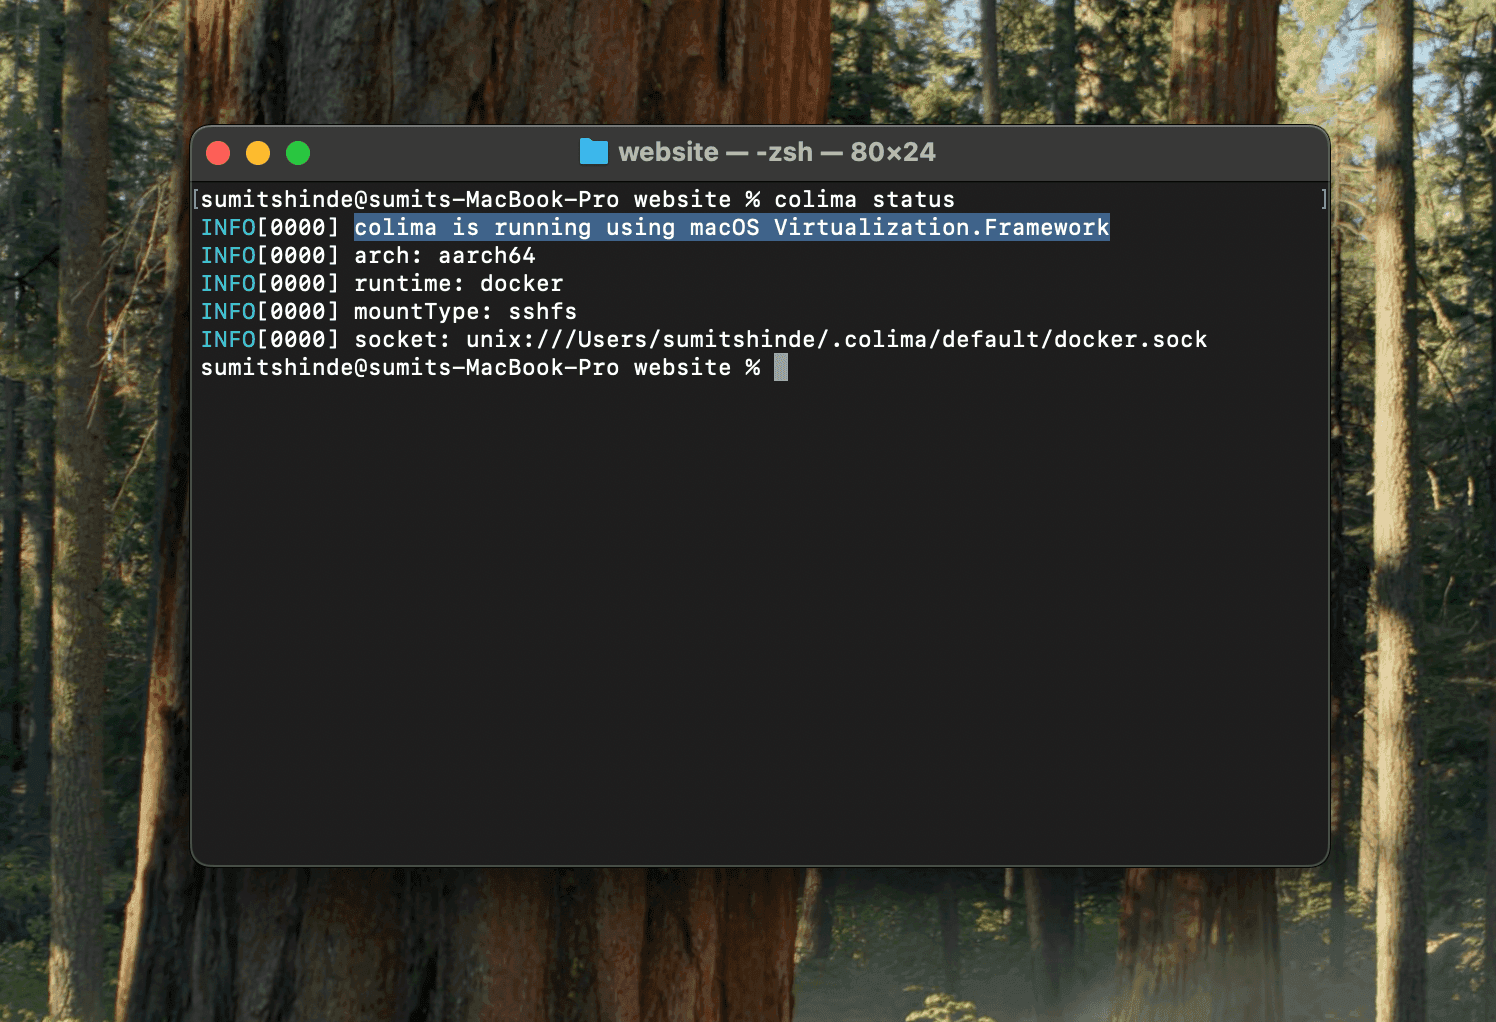 website — -zsh — 80×24
[sumitshinde@sumits-MacBook-Pro website % colima status ]
INFO[0000] colima is running using macOS Virtualization.Framework
INFO[0000] arch: aarch64
INFO[0000] runtime: docker
INFO[0000] mountType: sshfs
INFO[0000] socket: unix:///Users/sumitshinde/.colima/default/docker.sock
sumitshinde@sumits-MacBook-Pro website %